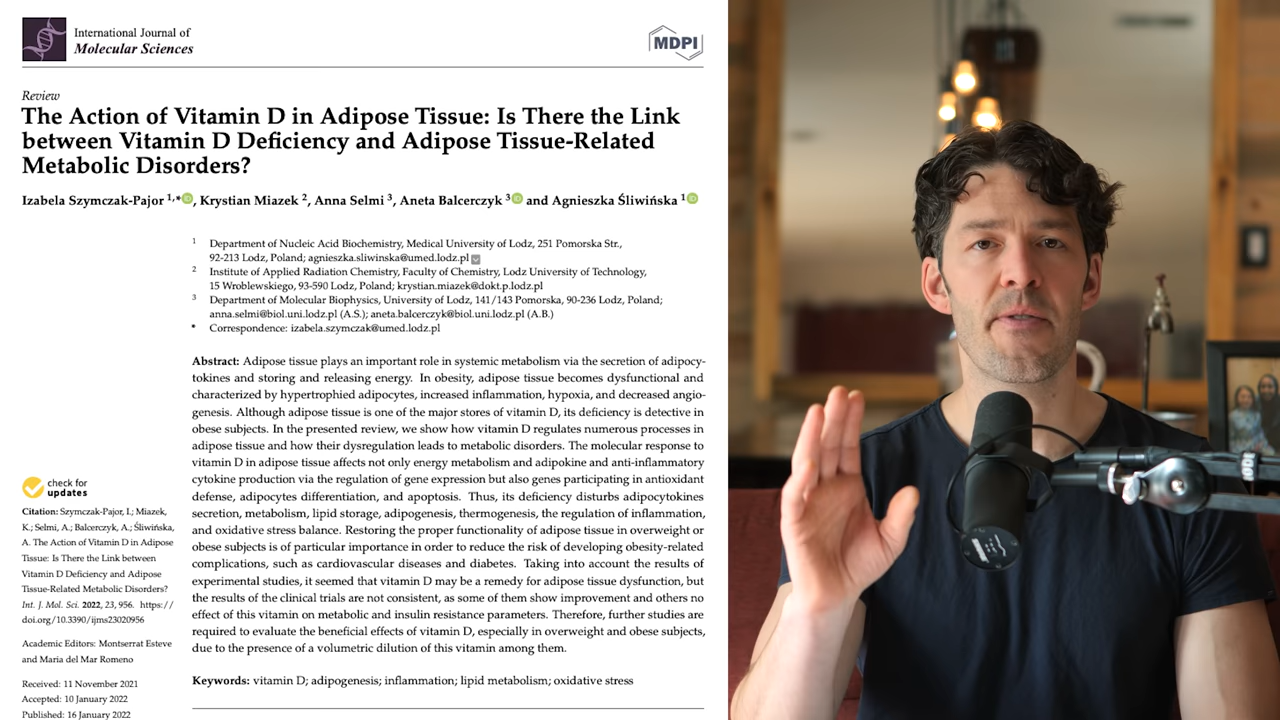 International Journal of
Molecular Sciences
MDPI
Review
The Action of Vitamin D in Adipose Tissue: Is There the Link
between Vitamin D Deficiency and Adipose Tissue-Related
Metabolic Disorders?
Izabela Szymczak-Pajor 1,*, Krystian Miazek 2, Anna Selmi 3, Aneta Balcerczyk 3 and Agnieszka Śliwińska 1
1 Department of Nucleic Acid Biochemistry, Medical University of Lodz, 251 Pomorska Str.,
92-213 Lodz, Poland; agnieszka.sliwinska@umed.lodz.pl
2 Institute of Applied Radiation Chemistry, Faculty of Chemistry, Lodz University of Technology,
15 Wroblewskiego, 93-590 Lodz, Poland; krystian.miazek@dokt.p.lodz.pl
3 Department of Molecular Biophysics, University of Lodz, 141/143 Pomorska, 90-236 Lodz, Poland;
anna.selmi@biol.uni.lodz.pl (A.S.); aneta.balcerczyk@biol.uni.lodz.pl (A.B.)
* Correspondence: izabela.szymczak@umed.lodz.pl
Abstract: Adipose tissue plays an important role in systemic metabolism via the secretion of adipocy-
tokines and storing and releasing energy. In obesity, adipose tissue becomes dysfunctional and
characterized by hypertrophied adipocytes, increased inflammation, hypoxia, and decreased angio-
genesis. Although adipose tissue is one of the major stores of vitamin D, its deficiency is detective in
obese subjects. In the presented review, we show how vitamin D regulates numerous processes in
adipose tissue and how their dysregulation leads to metabolic disorders. The molecular response to
vitamin D in adipose tissue affects not only energy metabolism and adipokine and anti-inflammatory
cytokine production via the regulation of gene expression but also genes participating in antioxidant
defense, adipocytes differentiation, and apoptosis. Thus, its deficiency disturbs adipocytokines
secretion, metabolism, lipid storage, adipogenesis, thermogenesis, the regulation of inflammation,
and oxidative stress balance. Restoring the proper functionality of adipose tissue in overweight or
obese subjects is of particular importance in order to reduce the risk of developing obesity-related
complications, such as cardiovascular diseases and diabetes. Taking into account the results of
experimental studies, it seemed that vitamin D may be a remedy for adipose tissue dysfunction, but
the results of the clinical trials are not consistent, as some of them show improvement and others no
effect of this vitamin on metabolic and insulin resistance parameters. Therefore, further studies are
required to evaluate the beneficial effects of vitamin D, especially in overweight and obese subjects,
due to the presence of a volumetric dilution of this vitamin among them.
Keywords: vitamin D; adipogenesis; inflammation; lipid metabolism; oxidative stress
check for
updates
Citation: Szymczak-Pajor, I.; Miazek,
K.; Selmi, A.; Balcerczyk, A.; Śliwińska,
A. The Action of Vitamin D in Adipose
Tissue: Is There the Link between
Vitamin D Deficiency and Adipose
Tissue-Related Metabolic Disorders?
Int. J. Mol. Sci. 2022, 23, 956. https://
doi.org/10.3390/ijms23020956
Academic Editors: Montserrat Esteve
and Maria del Mar Romeno
Received: 11 November 2021
Accepted: 10 January 2022
Published: 16 January 2022